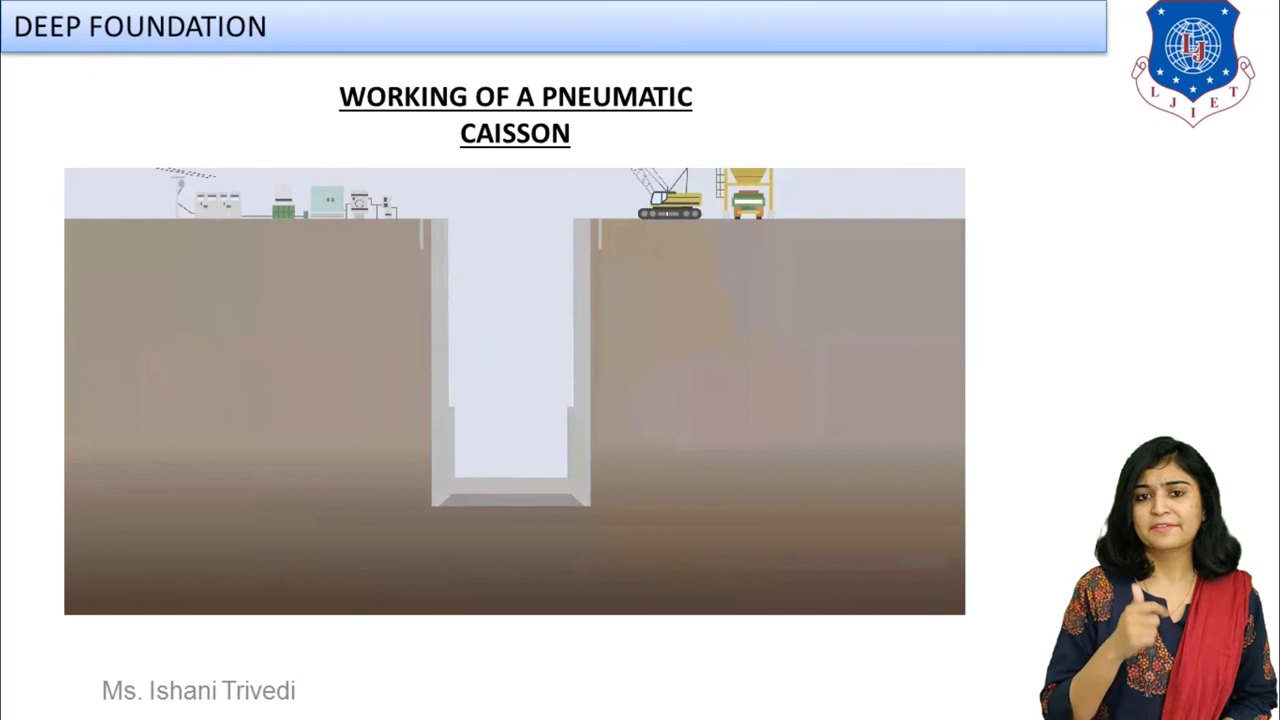 DEEP FOUNDATION
LJ
L J I E T
WORKING OF A PNEUMATIC
CAISSON
Ms. Ishani Trivedi